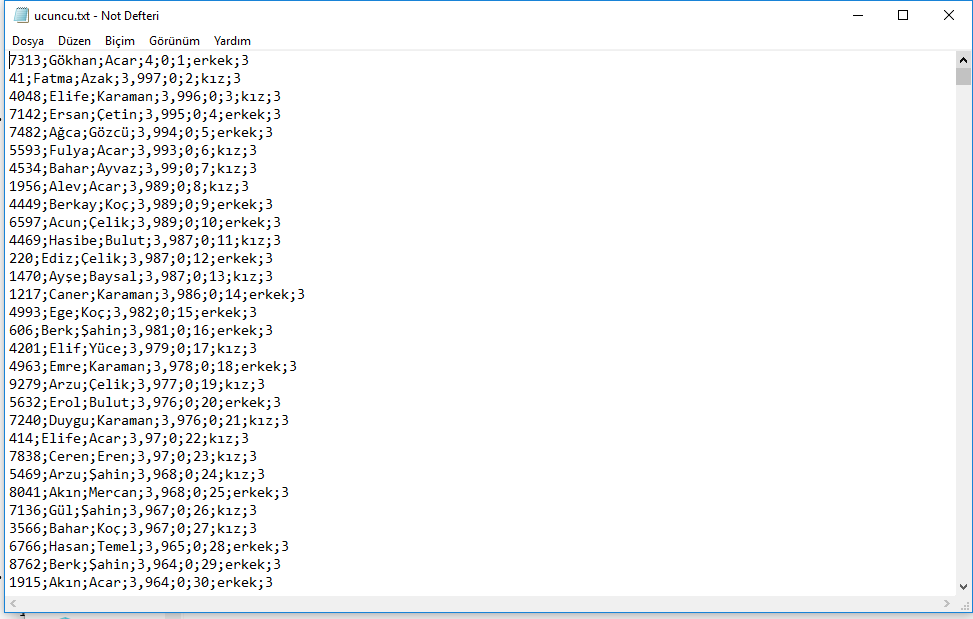 ucuncu.txt - Not Defteri
Dosya Düzen Biçim Görünüm Yardım
7313;Gökhan;Acar;4;0;1;erkek;3
41;Fatma;Azak;3,997;0;2;kız;3
4048;Elife;Karaman;3,996;0;3;kız;3
7142;Ersan;Çetin;3,995;0;4;erkek;3
7482;Ağca;Gözcü;3,994;0;5;erkek;3
5593;Fulya;Acar;3,993;0;6;kız;3
4534;Bahar;Ayvaz;3,99;0;7;kız;3
1956;Alev;Acar;3,989;0;8;kız;3
4449;Berkay;Koç;3,989;0;9;erkek;3
6597;Acun;Çelik;3,989;0;10;erkek;3
4469;Hasibe;Bulut;3,987;0;11;kız;3
220;Ediz;Çelik;3,987;0;12;erkek;3
1470;Ayşe;Baysal;3,987;0;13;kız;3
1217;Caner;Karaman;3,986;0;14;erkek;3
4993;Ege;Koç;3,982;0;15;erkek;3
606;Berk;Şahin;3,981;0;16;erkek;3
4201;Elif;Yüce;3,979;0;17;kız;3
4963;Emre;Karaman;3,978;0;18;erkek;3
9279;Arzu;Çelik;3,977;0;19;kız;3
5632;Erol;Bulut;3,976;0;20;erkek;3
7240;Duygu;Karaman;3,976;0;21;kız;3
414;Elife;Acar;3,97;0;22;kız;3
7838;Ceren;Eren;3,97;0;23;kız;3
5469;Arzu;Şahin;3,968;0;24;kız;3
8041;Akın;Mercan;3,968;0;25;erkek;3
7136;Gül;Şahin;3,967;0;26;kız;3
3566;Bahar;Koç;3,967;0;27;kız;3
6766;Hasan;Temel;3,965;0;28;erkek;3
8762;Berk;Şahin;3,964;0;29;erkek;3
1915;Akın;Acar;3,964;0;30;erkek;3